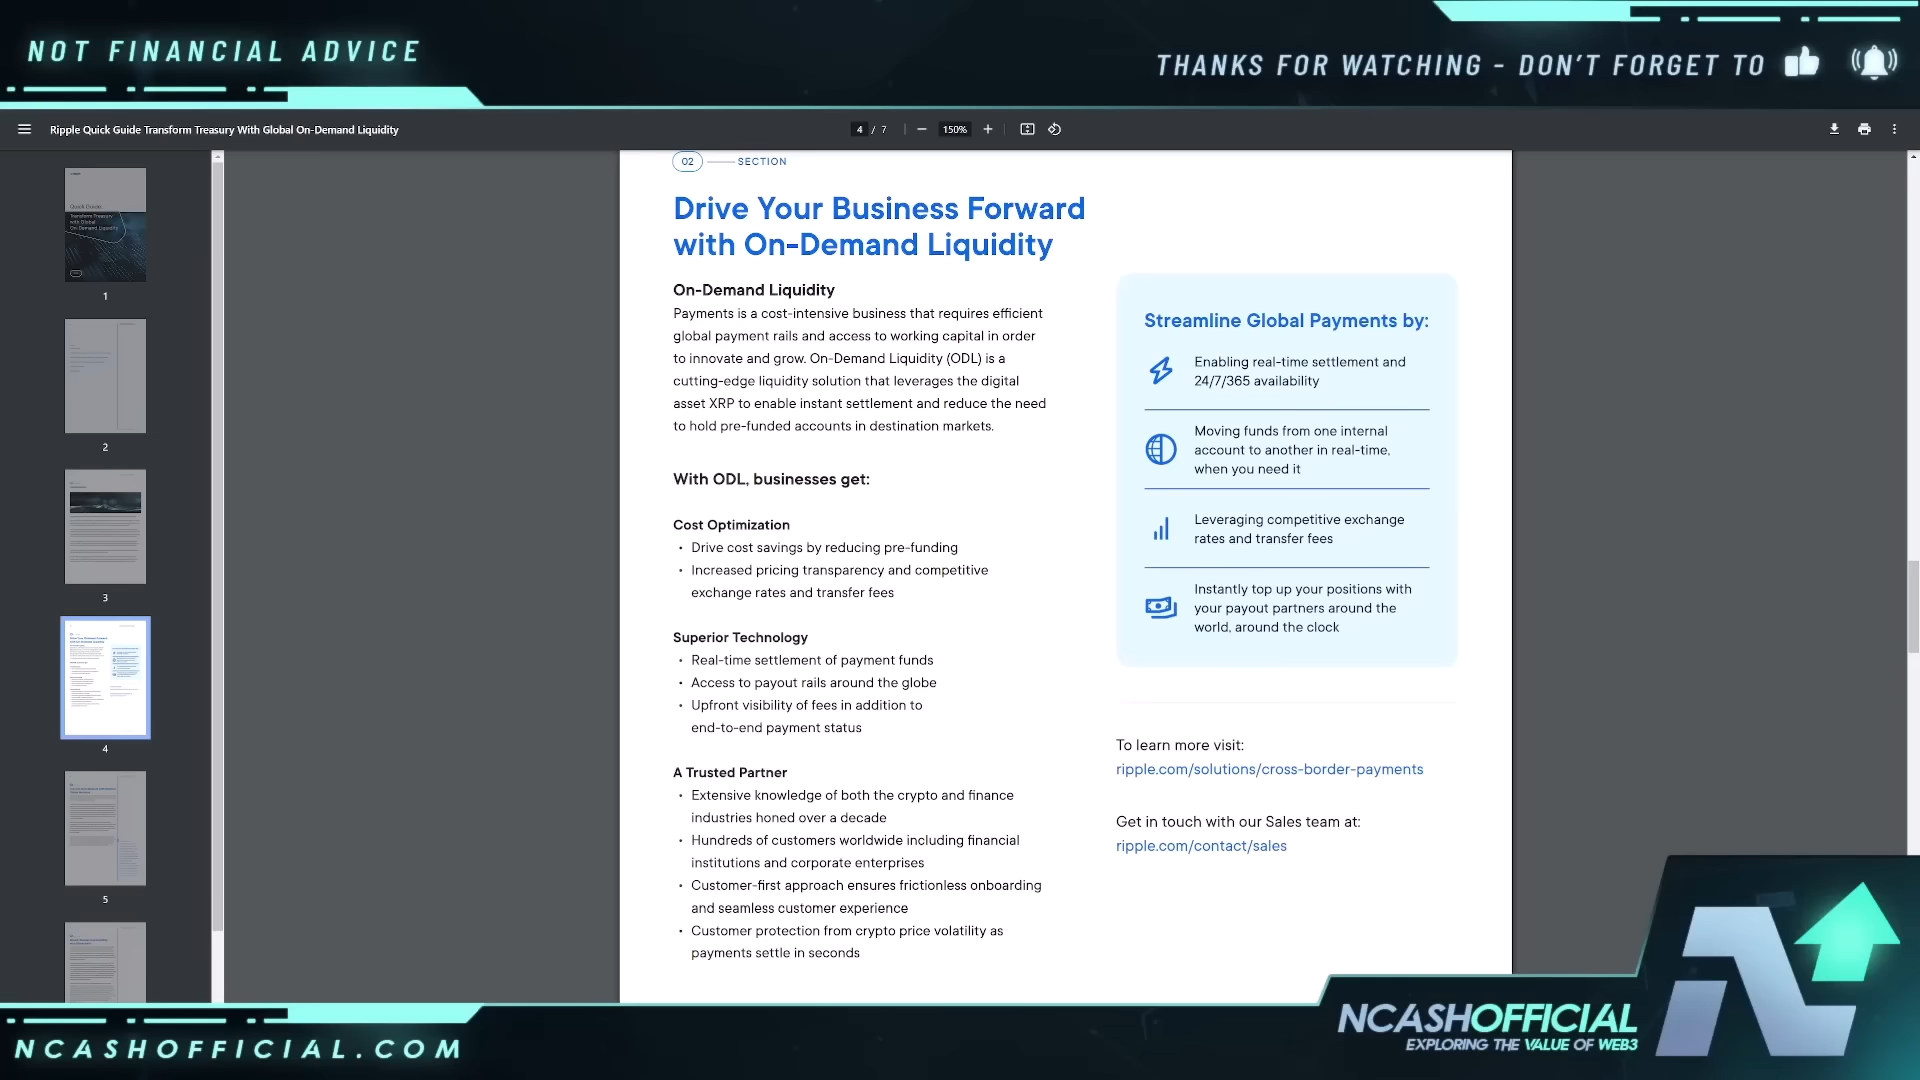 NOT FINANCIAL ADVICE
THANKS FOR WATCHING - DON'T FORGET TO
Ripple Quick Guide Transform Treasury With Global On-Demand Liquidity
4 / 7
150%
1
2
3
4
5
02 SECTION
Drive Your Business Forward
with On-Demand Liquidity
On-Demand Liquidity
Payments is a cost-intensive business that requires efficient
global payment rails and access to working capital in order
to innovate and grow. On-Demand Liquidity (ODL) is a
cutting-edge liquidity solution that leverages the digital
asset XRP to enable instant settlement and reduce the need
to hold pre-funded accounts in destination markets.
With ODL, businesses get:
Cost Optimization
• Drive cost savings by reducing pre-funding
• Increased pricing transparency and competitive
exchange rates and transfer fees
Superior Technology
• Real-time settlement of payment funds
• Access to payout rails around the globe
• Upfront visibility of fees in addition to
end-to-end payment status
A Trusted Partner
• Extensive knowledge of both the crypto and finance
industries honed over a decade
• Hundreds of customers worldwide including financial
institutions and corporate enterprises
• Customer-first approach ensures frictionless onboarding
and seamless customer experience
• Customer protection from crypto price volatility as
payments settle in seconds
Streamline Global Payments by:
Enabling real-time settlement and
24/7/365 availability
Moving funds from one internal
account to another in real-time,
when you need it
Leveraging competitive exchange
rates and transfer fees
Instantly top up your positions with
your payout partners around the
world, around the clock
To learn more visit:
ripple.com/solutions/cross-border-payments
Get in touch with our Sales team at:
ripple.com/contact/sales
NCASHOFFICIAL.COM
NCASHOFFICIAL
EXPLORING THE VALUE OF WEB3